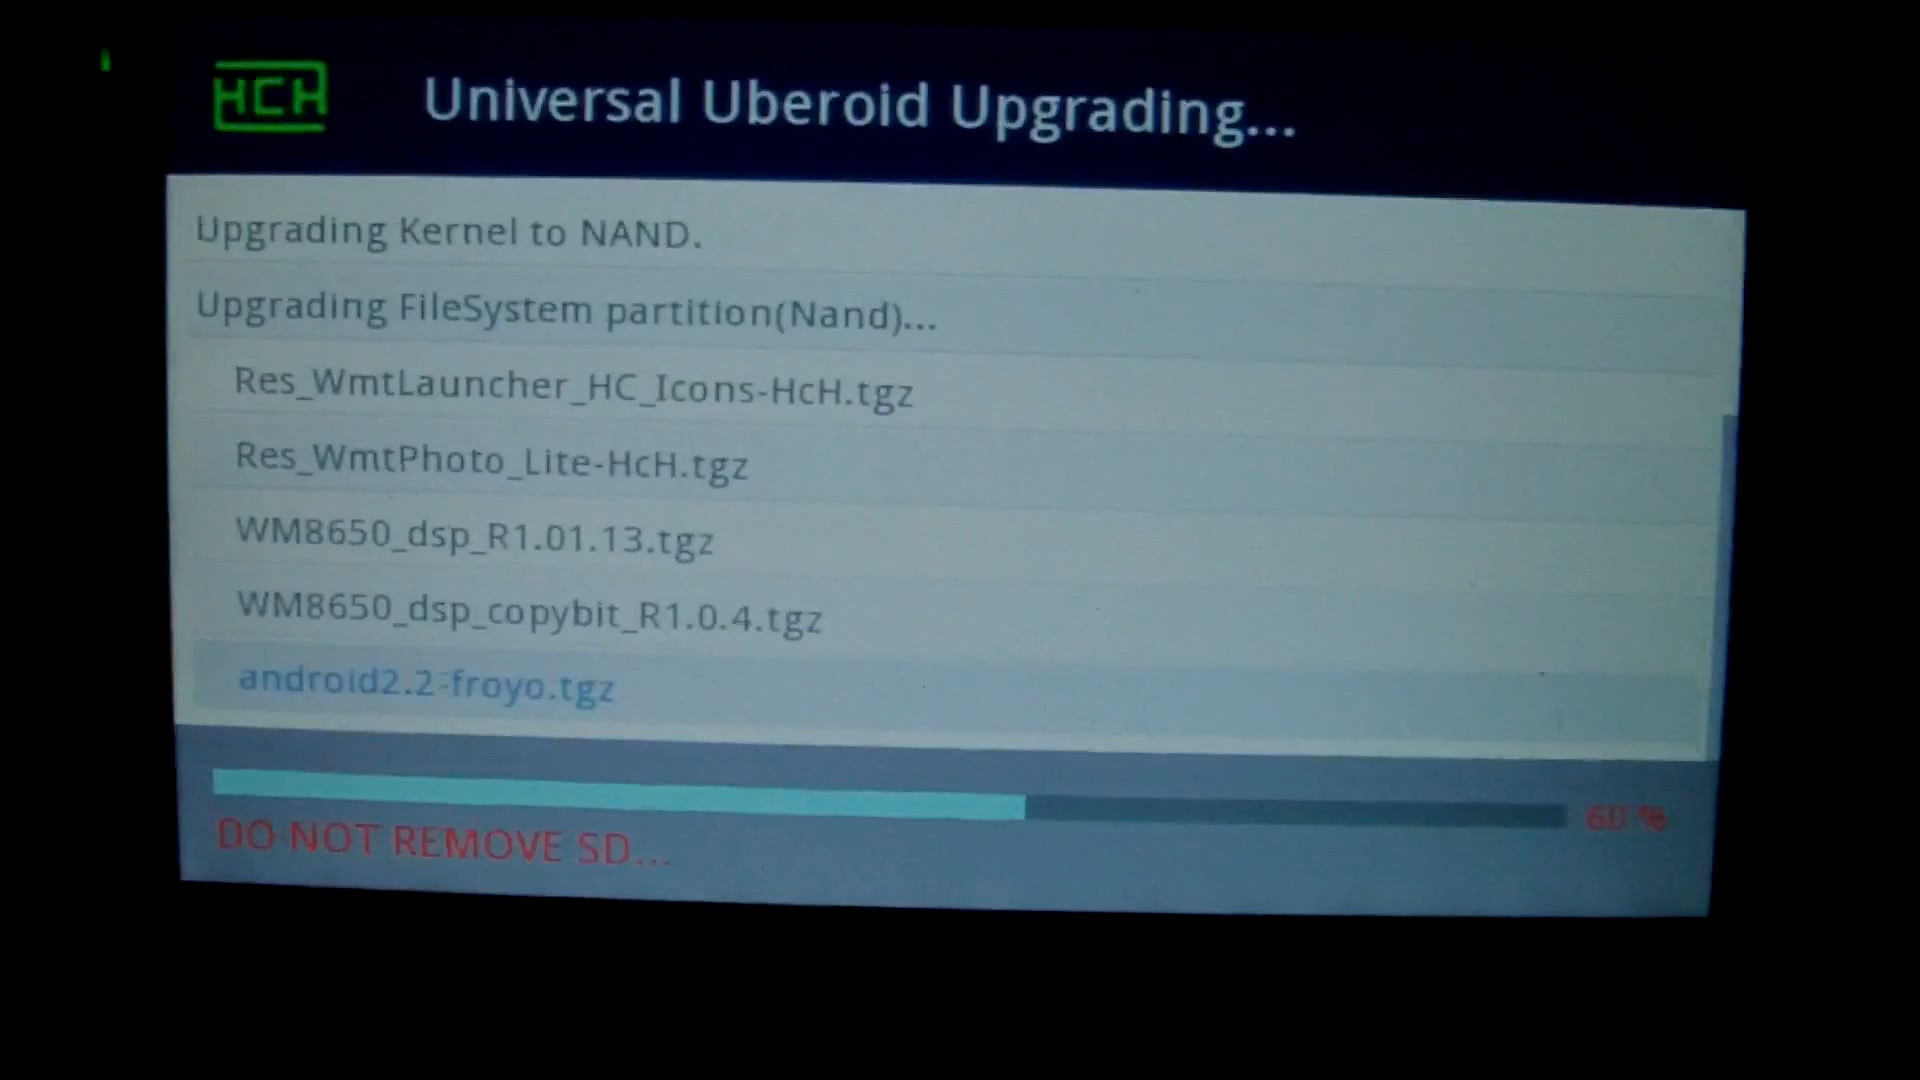 HCH
Universal Uberoid Upgrading...
Upgrading Kernel to NAND.
Upgrading FileSystem partition(Nand)...
Res_WmtLauncher_HC_Icons-HcH.tgz
Res_WmtPhoto_Lite-HcH.tgz
WM8650_dsp_R1.01.13.tgz
WM8650_dsp_copybit_R1.0.4.tgz
android2.2-froyo.tgz
60 %
DO NOT REMOVE SD...